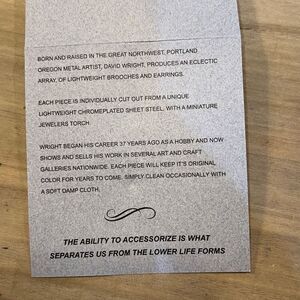 BORN AND RAISED IN THE GREAT NORTHWEST, PORTLAND
OREGON METAL ARTIST, DAVID WRIGHT, PRODUCES AN ECLECTIC
ARRAY, OF LIGHTWEIGHT BROOCHES AND EARRINGS.
EACH PIECE IS INDIVIDUALLY CUT OUT FROM A UNIQUE
LIGHTWEIGHT CHROMEPLATED SHEET STEEL, WITH A MINIATURE
JEWELERS TORCH.
WRIGHT BEGAN HIS CAREER 37 YEARS AGO AS A HOBBY AND NOW
SHOWS AND SELLS HIS WORK IN SEVERAL ART AND CRAFT
GALLERIES NATIONWIDE. EACH PIECE WILL KEEP IT'S ORIGINAL
COLOR FOR YEARS TO COME. SIMPLY CLEAN OCCASIONALLY WITH
A SOFT DAMP CLOTH.
THE ABILITY TO ACCESSORIZE IS WHAT
SEPARATES US FROM THE LOWER LIFE FORMS